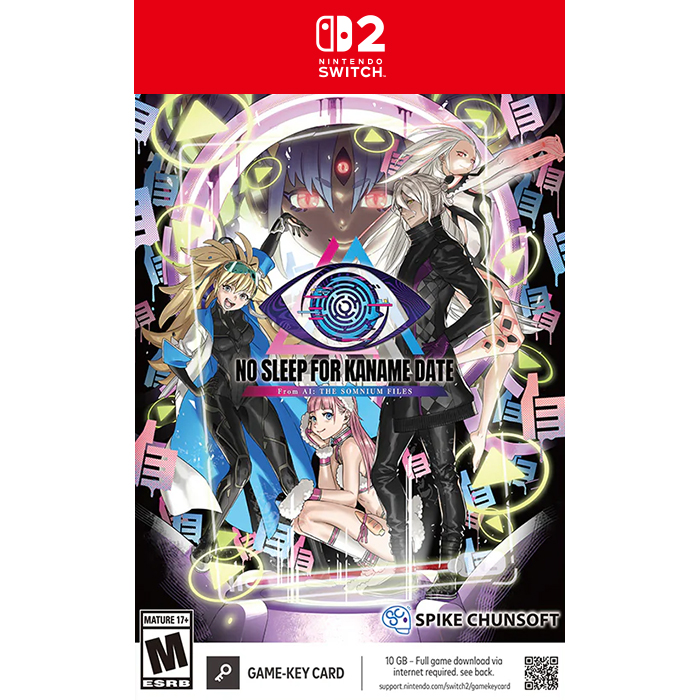 2
NINTENDO
SWITCH
NO SLEEP FOR KANAME DATE
From AI: THE SOMNIUM FILES
SPIKE CHUNSOFT
MATURE 17+
M
ESRB
GAME-KEY CARD
10 GB – Full game download via
internet required. see back.
support.nintendo.com/switch2/gamekeycard